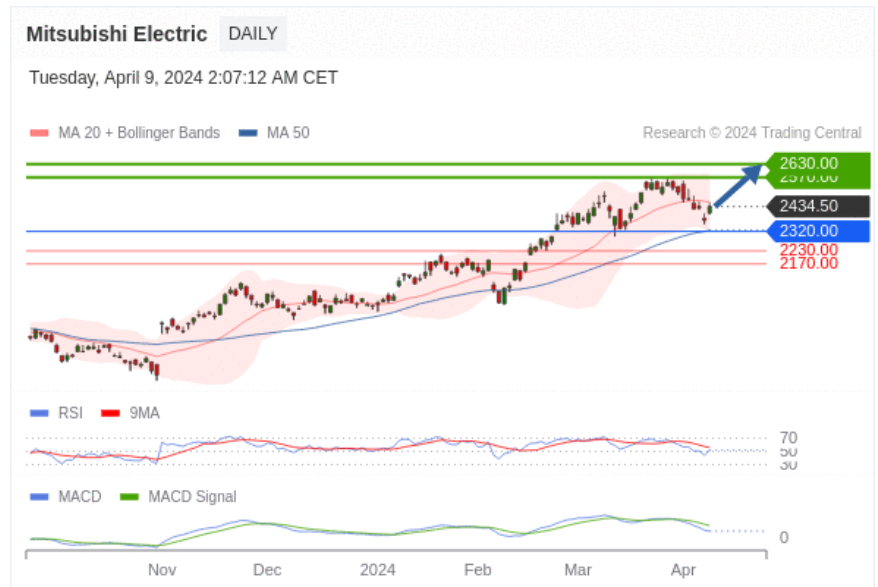 Mitsubishi Electric DAILY
Tuesday, April 9, 2024 2:07:12 AM CET
MA 20 + Bollinger Bands MA 50 Research © 2024 Trading Central
2630.00
2570.00
2434.50
2320.00
2230.00
2170.00
RSI 9MA
70
50
30
MACD MACD Signal
0
Nov Dec 2024 Feb Mar Apr